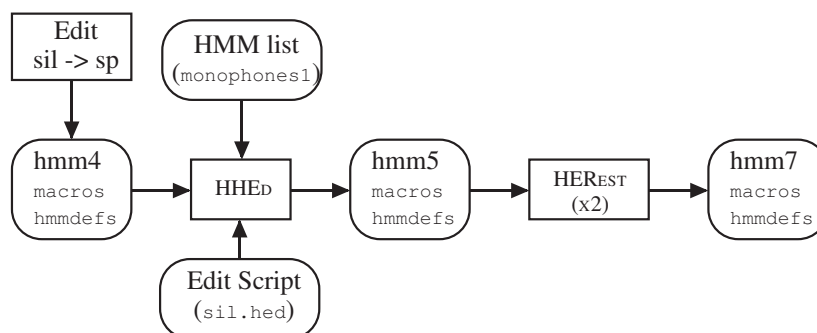 Edit
sil -> sp
HMM list
(monophones1)
hmm4
macros
hmmdefs
HHED
hmm5
macros
hmmdefs
HEREST
(x2)
hmm7
macros
hmmdefs
Edit Script
(sil.hed)